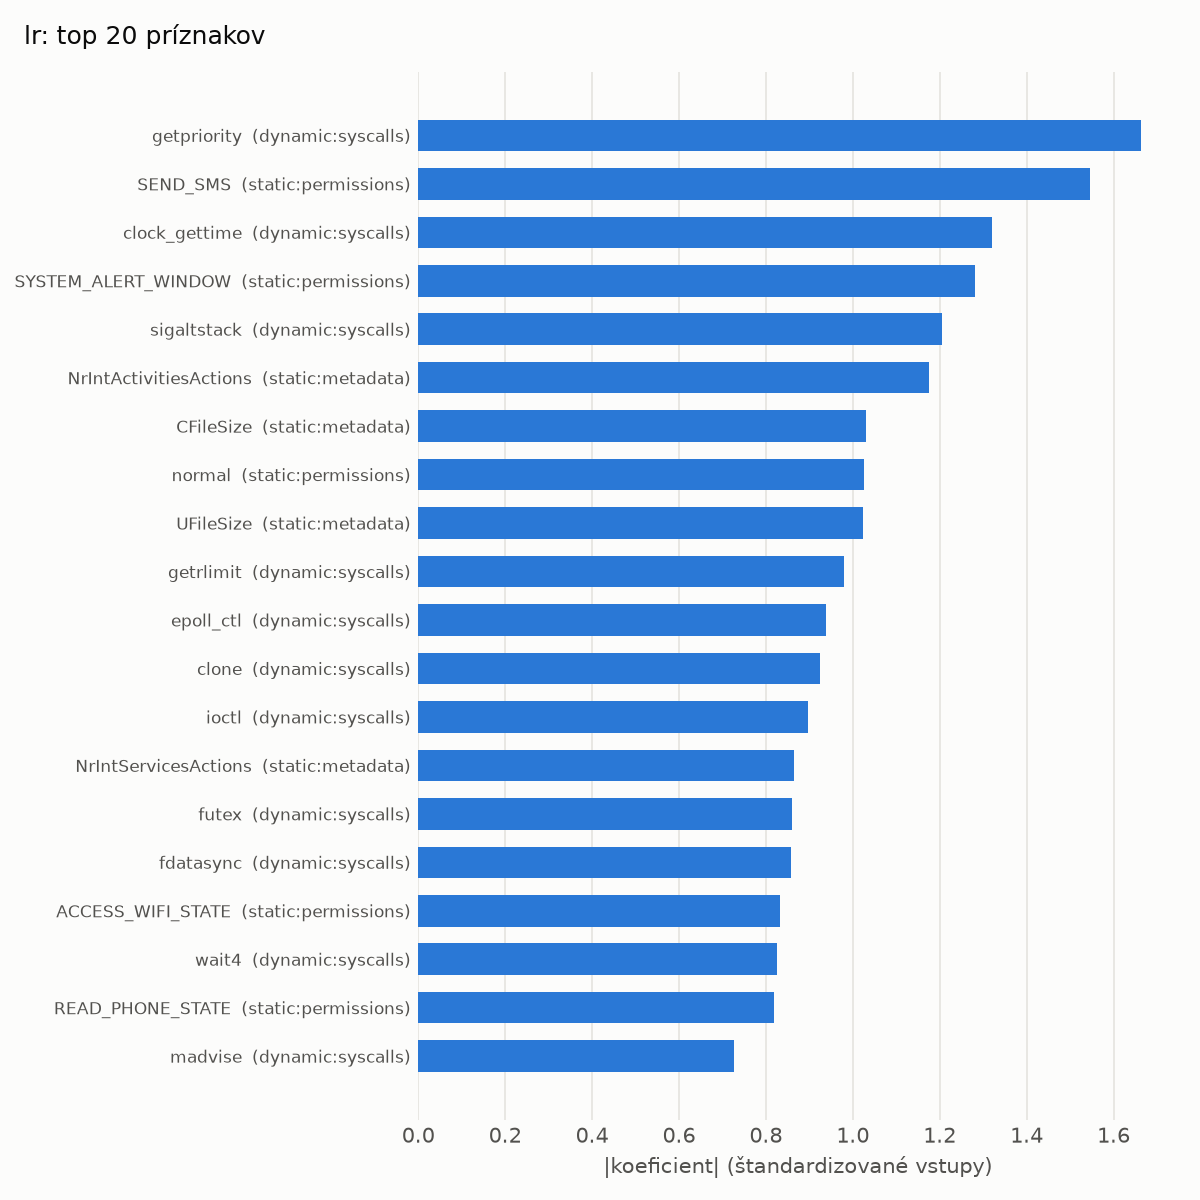 lr: top 20 príznakov
getpriority (dynamic:syscalls)
SEND_SMS (static:permissions)
clock_gettime (dynamic:syscalls)
SYSTEM_ALERT_WINDOW (static:permissions)
sigaltstack (dynamic:syscalls)
NrIntActivitiesActions (static:metadata)
CFileSize (static:metadata)
normal (static:permissions)
UFileSize (static:metadata)
getrlimit (dynamic:syscalls)
epoll_ctl (dynamic:syscalls)
clone (dynamic:syscalls)
ioctl (dynamic:syscalls)
NrIntServicesActions (static:metadata)
futex (dynamic:syscalls)
fdatasync (dynamic:syscalls)
ACCESS_WIFI_STATE (static:permissions)
wait4 (dynamic:syscalls)
READ_PHONE_STATE (static:permissions)
madvise (dynamic:syscalls)
0.0 0.2 0.4 0.6 0.8 1.0 1.2 1.4 1.6
|koeficient| (štandardizované vstupy)